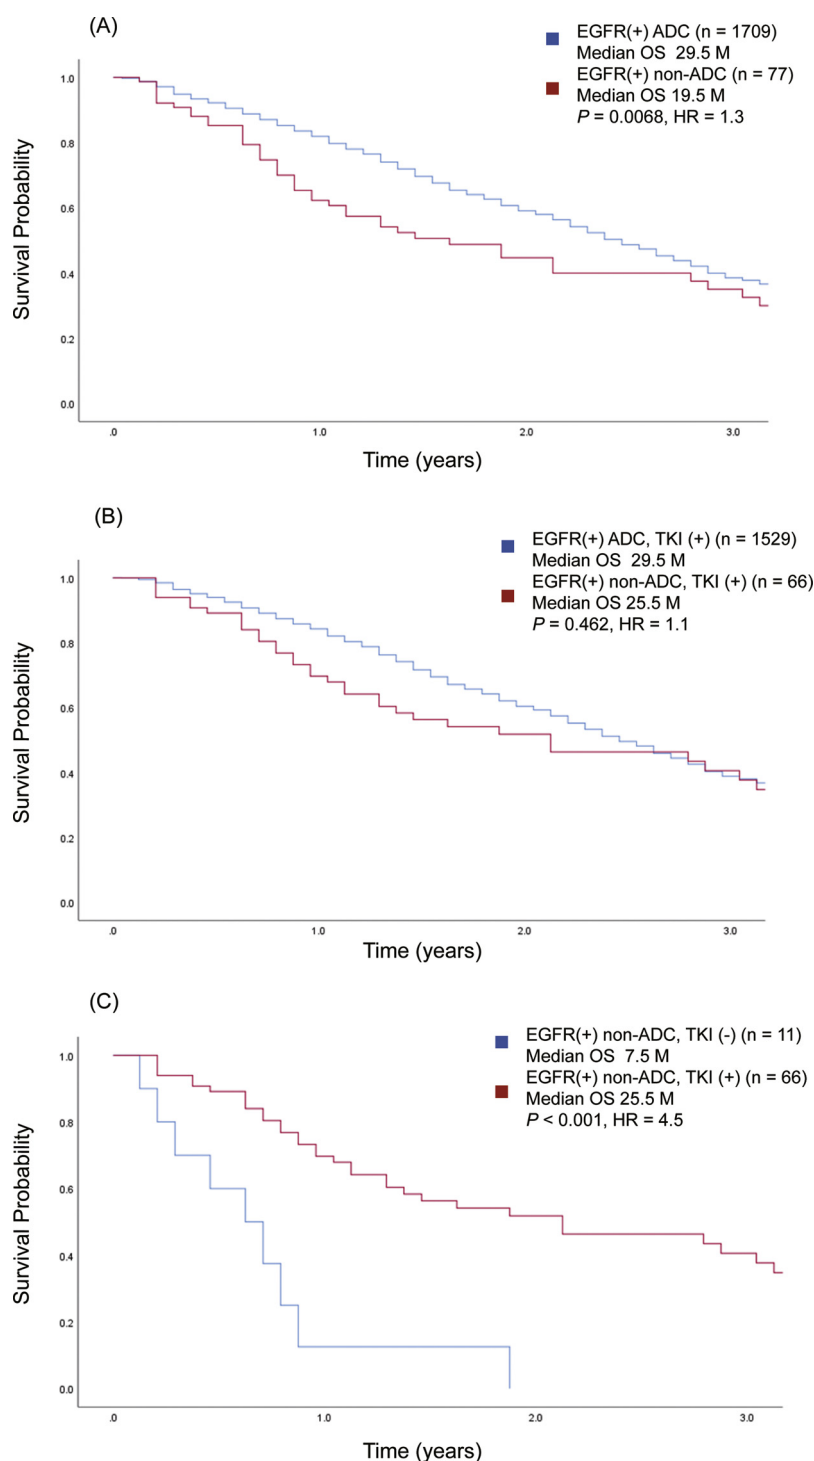 (A)
EGFR(+) ADC (n = 1709)
Median OS 29.5 M
EGFR(+) non-ADC (n = 77)
Median OS 19.5 M
P = 0.0068, HR = 1.3
Survival Probability
1.0
0.8
0.6
0.4
0.2
0.0
.0
1.0
2.0
3.0
Time (years)
(B)
EGFR(+) ADC, TKI (+) (n = 1529)
Median OS 29.5 M
EGFR(+) non-ADC, TKI (+) (n = 66)
Median OS 25.5 M
P = 0.462, HR = 1.1
Survival Probability
1.0
0.8
0.6
0.4
0.2
0.0
.0
1.0
2.0
3.0
Time (years)
(C)
EGFR(+) non-ADC, TKI (-) (n = 11)
Median OS 7.5 M
EGFR(+) non-ADC, TKI (+) (n = 66)
Median OS 25.5 M
P < 0.001, HR = 4.5
Survival Probability
1.0
0.8
0.6
0.4
0.2
0.0
.0
1.0
2.0
3.0
Time (years)